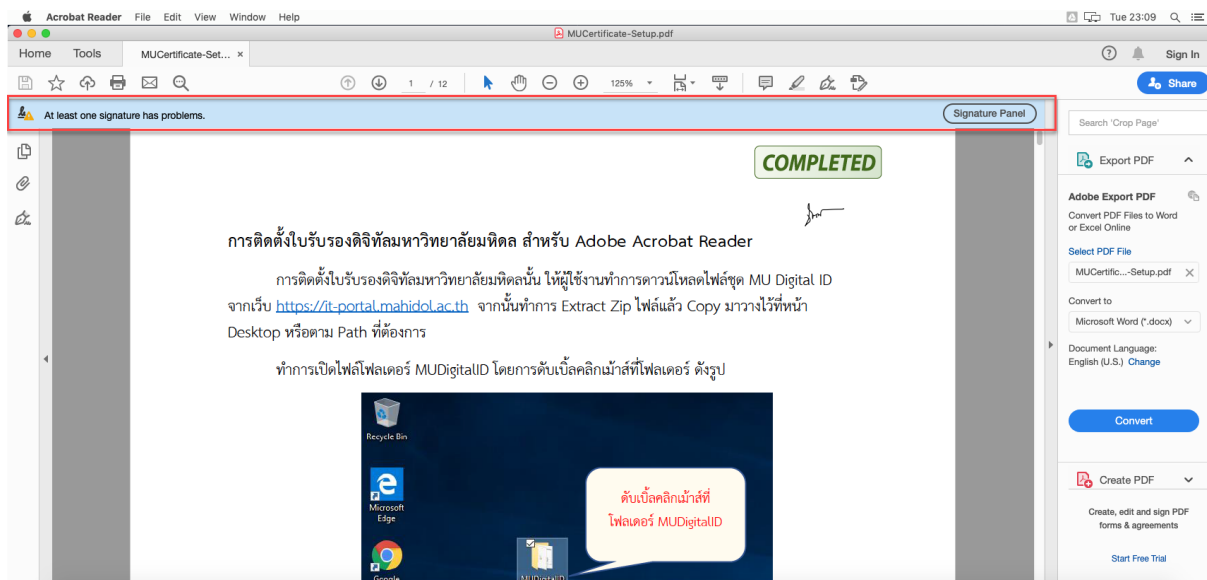 Acrobat Reader File Edit View Window Help
Tue 23:09
MUCertificate-Setup.pdf
Home Tools MUCertificate-Set... ×
Sign In
1 / 12
125%
Share
At least one signature has problems.
Signature Panel
Search 'Crop Page'
COMPLETED
Export PDF
Adobe Export PDF
Convert PDF Files to Word
or Excel Online
Select PDF File
MUCertific...-Setup.pdf
Convert to
Microsoft Word (*.docx)
Document Language:
English (U.S.) Change
Convert
Create PDF
Create, edit and sign PDF
forms & agreements
Start Free Trial
การติดตั้งใบรับรองดิจิทัลมหาวิทยาลัยมหิดล สำหรับ Adobe Acrobat Reader
การติดตั้งใบรับรองดิจิทัลมหาวิทยาลัยมหิดลนั้น ให้ผู้ใช้งานทำการดาวน์โหลดไฟล์ชุด MU Digital ID
จากเว็บ https://it-portal.mahidol.ac.th จากนั้นทำการ Extract Zip ไฟล์แล้ว Copy มาวางไว้ที่หน้า
Desktop หรือตาม Path ที่ต้องการ
ทำการเปิดไฟล์โฟลเดอร์ MUDigitalID โดยการดับเบิ้ลคลิกเม้าส์ที่โฟลเดอร์ ดังรูป
Recycle Bin
Microsoft
Edge
Google
ดับเบิ้ลคลิกเม้าส์ที่
โฟลเดอร์ MUDigitalID
MUDigitalID